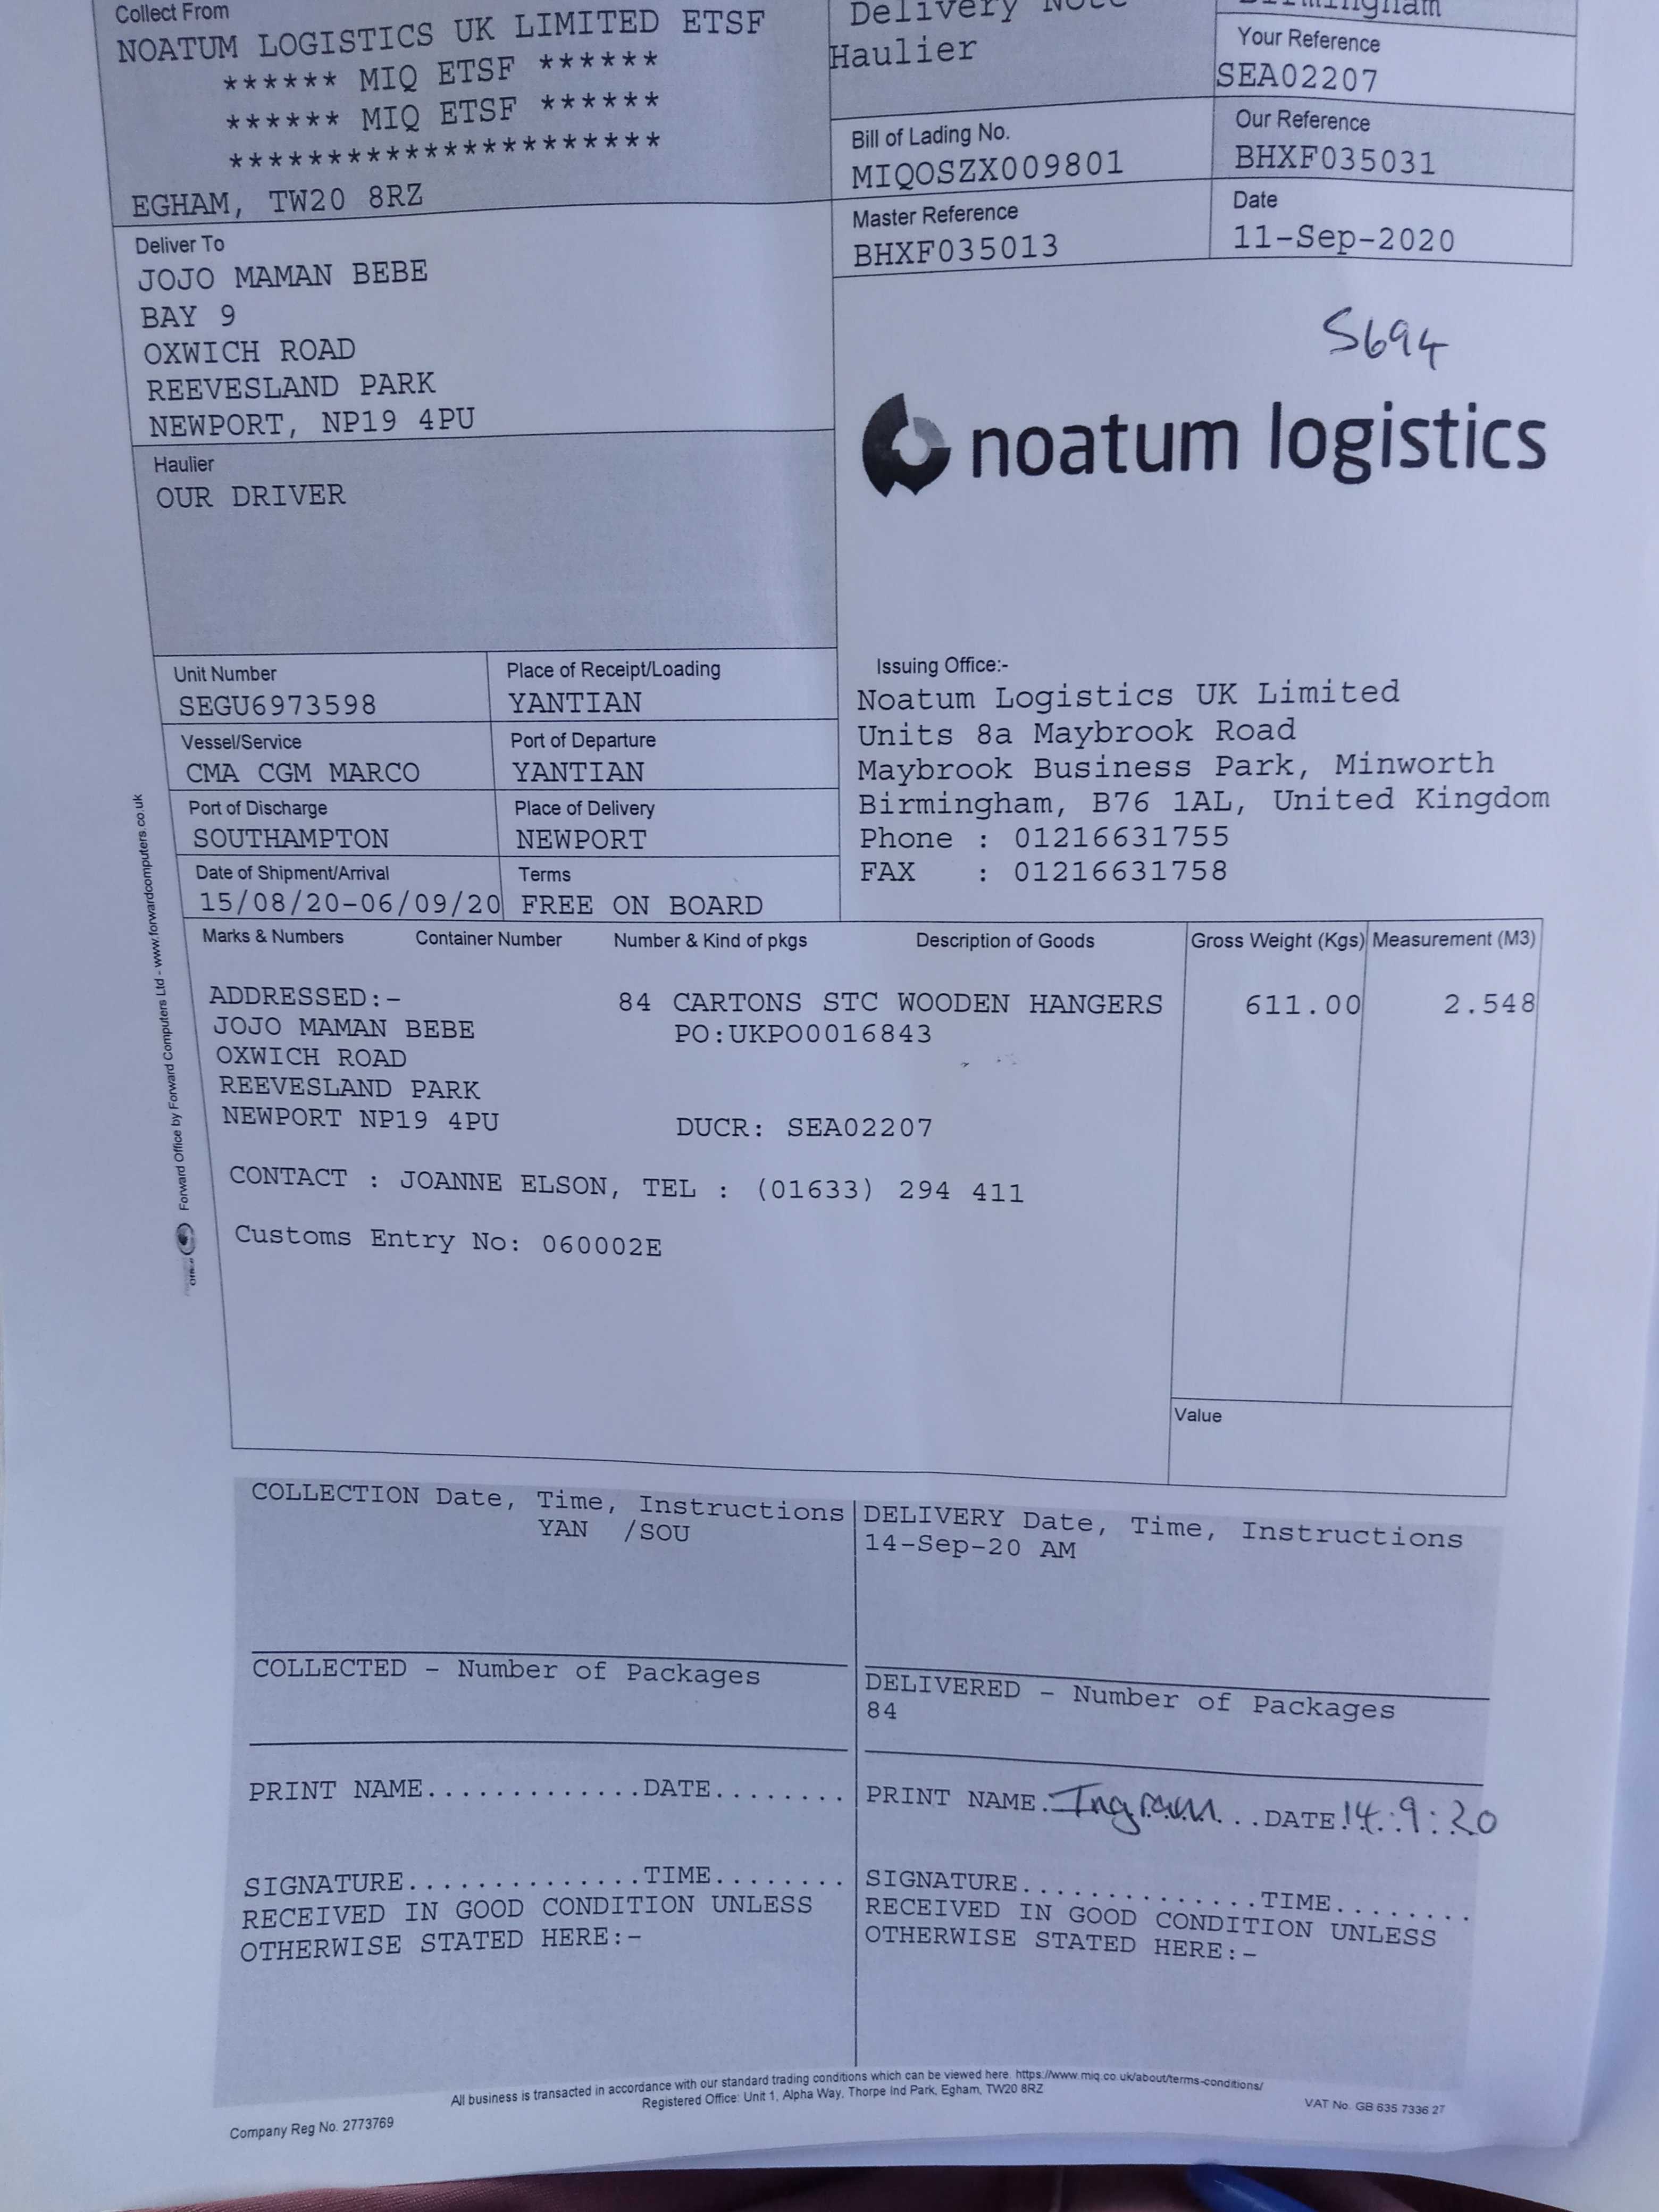 Collect From
NOATUM LOGISTICS UK LIMITED ETSF
****** MIQ ETSF ******
****** MIQ ETSF ******
**********************
EGHAM, TW20 8RZ
Delivery Note
Haulier
Birmingham
Your Reference
SEA02207
Bill of Lading No.
MIQOSZX009801
Our Reference
BHXF035031
Master Reference
BHXF035013
Date
11-Sep-2020
Deliver To
JOJO MAMAN BEBE
BAY 9
OXWICH ROAD
REEVESLAND PARK
NEWPORT, NP19 4PU
S694
noatum logistics
Haulier
OUR DRIVER
Unit Number
SEGU6973598
Place of Receipt/Loading
YANTIAN
Vessel/Service
CMA CGM MARCO
Port of Departure
YANTIAN
Port of Discharge
SOUTHAMPTON
Place of Delivery
NEWPORT
Date of Shipment/Arrival
15/08/20-06/09/20
Terms
FREE ON BOARD
Issuing Office:-
Noatum Logistics UK Limited
Units 8a Maybrook Road
Maybrook Business Park, Minworth
Birmingham, B76 1AL, United Kingdom
Phone : 01216631755
FAX : 01216631758
Marks & Numbers Container Number Number & Kind of pkgs Description of Goods Gross Weight (Kgs) Measurement (M3)
ADDRESSED:- 84 CARTONS STC WOODEN HANGERS 611.00 2.548
JOJO MAMAN BEBE PO:UKPO0016843
OXWICH ROAD
REEVESLAND PARK
NEWPORT NP19 4PU DUCR: SEA02207
CONTACT : JOANNE ELSON, TEL : (01633) 294 411
Customs Entry No: 060002E
Value
Forward Office by Forward Computers Ltd - www.forwardcomputers.co.uk
COLLECTION Date, Time, Instructions
YAN /SOU
DELIVERY Date, Time, Instructions
14-Sep-20 AM
COLLECTED - Number of Packages
DELIVERED - Number of Packages
84
PRINT NAME.............DATE........
PRINT NAME.Ingram...DATE.14.:9:20
SIGNATURE..............TIME........
RECEIVED IN GOOD CONDITION UNLESS
OTHERWISE STATED HERE:-
SIGNATURE..............TIME........
RECEIVED IN GOOD CONDITION UNLESS
OTHERWISE STATED HERE:-
All business is transacted in accordance with our standard trading conditions which can be viewed here. https://www.miq.co.uk/about/terms-conditions/
Registered Office: Unit 1, Alpha Way, Thorpe Ind Park, Egham, TW20 8RZ
Company Reg No. 2773769
VAT No. GB 635 7336 27